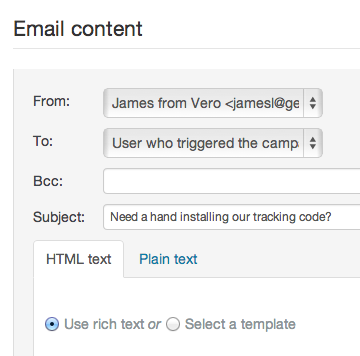 Email content
From: James from Vero <jamesl@ge
To: User who triggered the camp
Bcc:
Subject: Need a hand installing our tracking code?
HTML text Plain text
Use rich text or Select a template